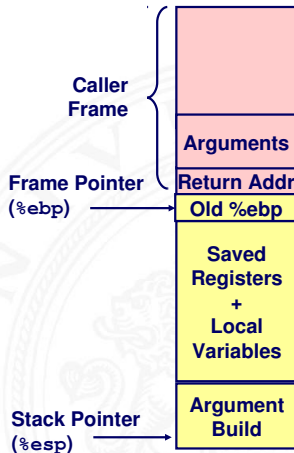 Caller
Frame
Arguments
Return Addr
Frame Pointer
(%ebp)
Old %ebp
Saved
Registers
+
Local
Variables
Argument
Build
Stack Pointer
(%esp)